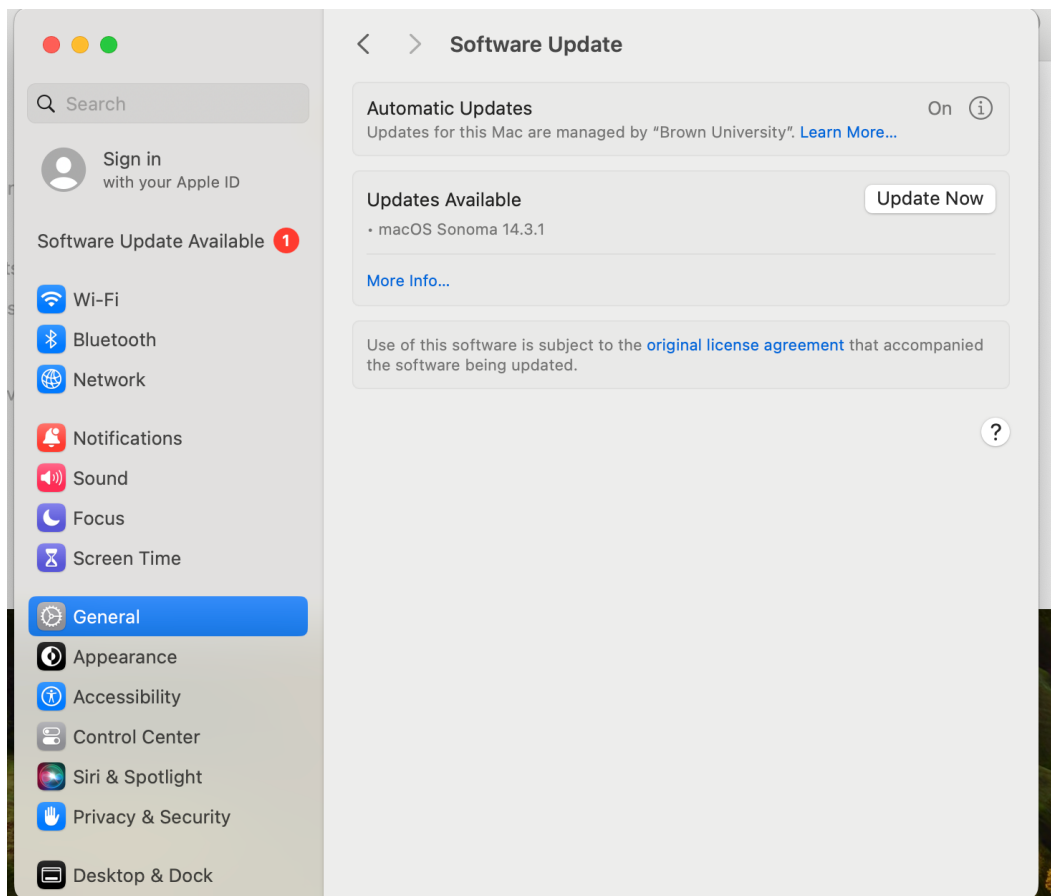 Search
Sign in
with your Apple ID
Software Update Available 1
Wi-Fi
Bluetooth
Network
Notifications
Sound
Focus
Screen Time
General
Appearance
Accessibility
Control Center
Siri & Spotlight
Privacy & Security
Desktop & Dock
Software Update
Automatic Updates On
Updates for this Mac are managed by “Brown University”. Learn More...
Updates Available Update Now
• macOS Sonoma 14.3.1
More Info...
Use of this software is subject to the original license agreement that accompanied
the software being updated.
?